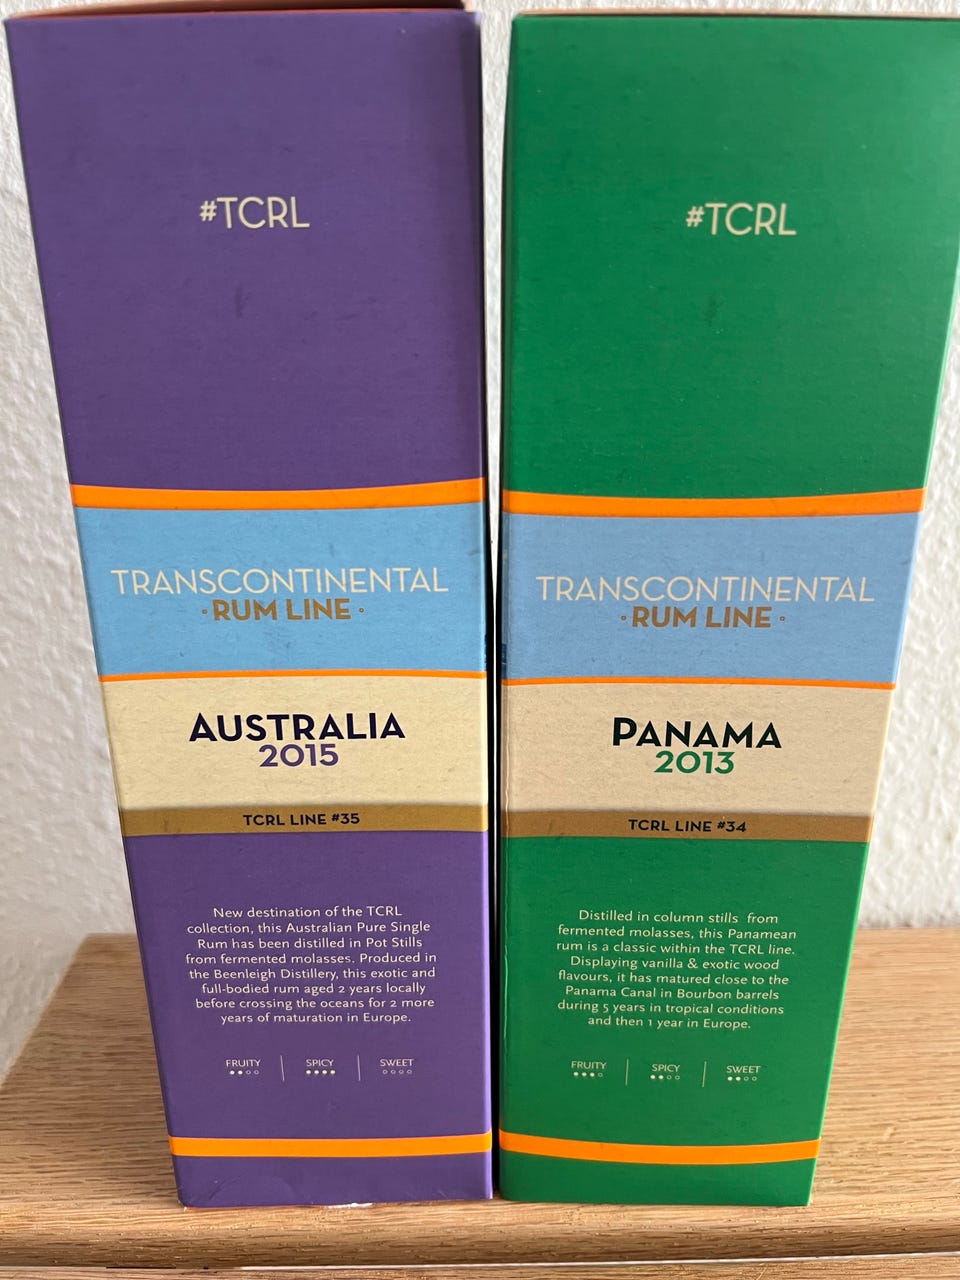 #TCRL
TRANSCONTINENTAL
· RUM LINE ·
AUSTRALIA
2015
TCRL LINE #35
New destination of the TCRL
collection, this Australian Pure Single
Rum has been distilled in Pot Stills
from fermented molasses. Produced in
the Beenleigh Distillery, this exotic and
full-bodied rum aged 2 years locally
before crossing the oceans for 2 more
years of maturation in Europe.
FRUITY | SPICY | SWEET
#TCRL
TRANSCONTINENTAL
· RUM LINE ·
PANAMA
2013
TCRL LINE #34
Distilled in column stills from
fermented molasses, this Panamean
rum is a classic within the TCRL line.
Displaying vanilla & exotic wood
flavours, it has matured close to the
Panama Canal in Bourbon barrels
during 5 years in tropical conditions
and then 1 year in Europe.
FRUITY | SPICY | SWEET